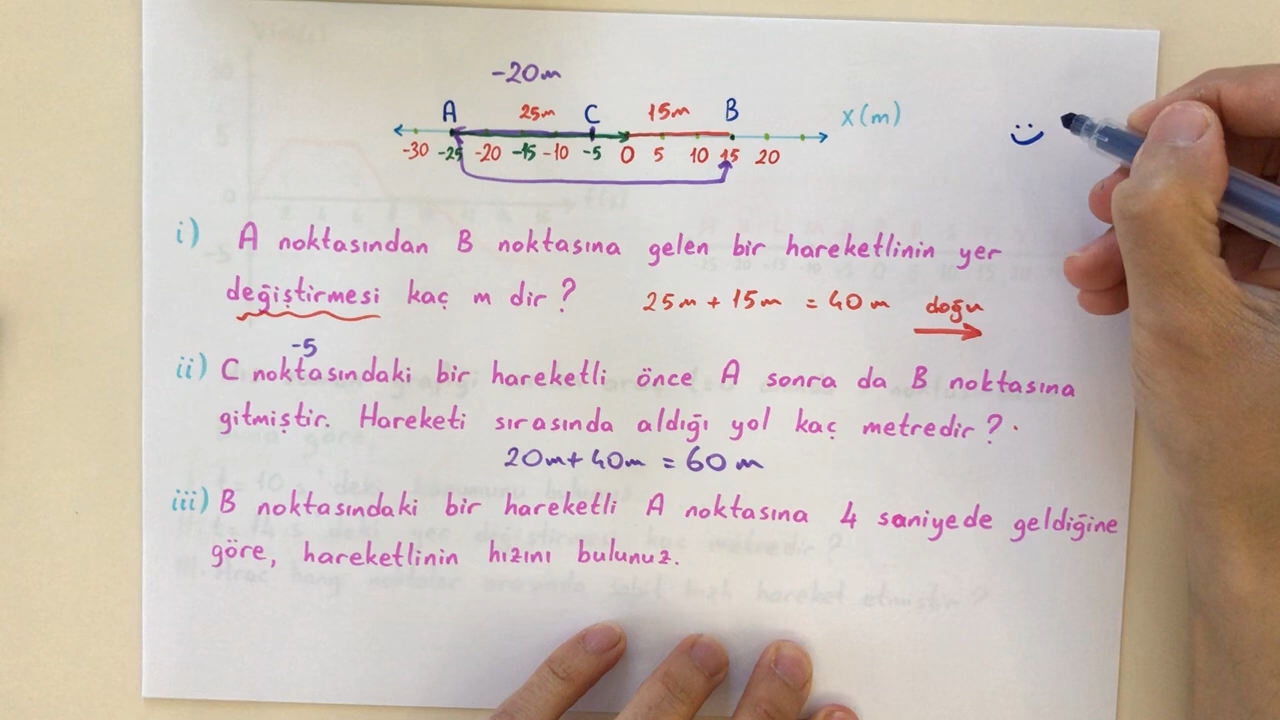 -20m
A 25m C 15m B x(m)
-30 -25 -20 -15 -10 -5 0 5 10 15 20
i) A noktasından B noktasına gelen bir hareketlinin yer
değiştirmesi kaç m dir? 25m + 15m = 40m doğu
-5
ii) C noktasındaki bir hareketli önce A sonra da B noktasına
gitmiştir. Hareketi sırasında aldığı yol kaç metredir?
20m + 40m = 60m
iii) B noktasındaki bir hareketli A noktasına 4 saniyede geldiğine
göre, hareketlinin hızını bulunuz.